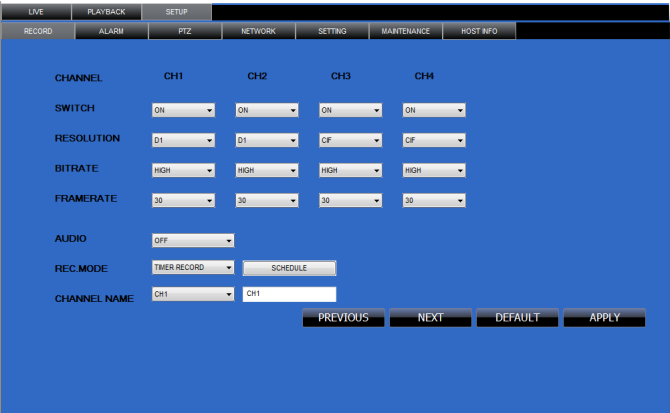 LIVE PLAYBACK SETUP
RECORD ALARM PTZ NETWORK SETTING MAINTENANCE HOST INFO
CHANNEL CH1 CH2 CH3 CH4
SWITCH ON ON ON ON
RESOLUTION D1 D1 CIF CIF
BITRATE HIGH HIGH HIGH HIGH
FRAMERATE 30 30 30 30
AUDIO OFF
REC.MODE TIMER RECORD SCHEDULE
CHANNEL NAME CH1 CH1
PREVIOUS NEXT DEFAULT APPLY